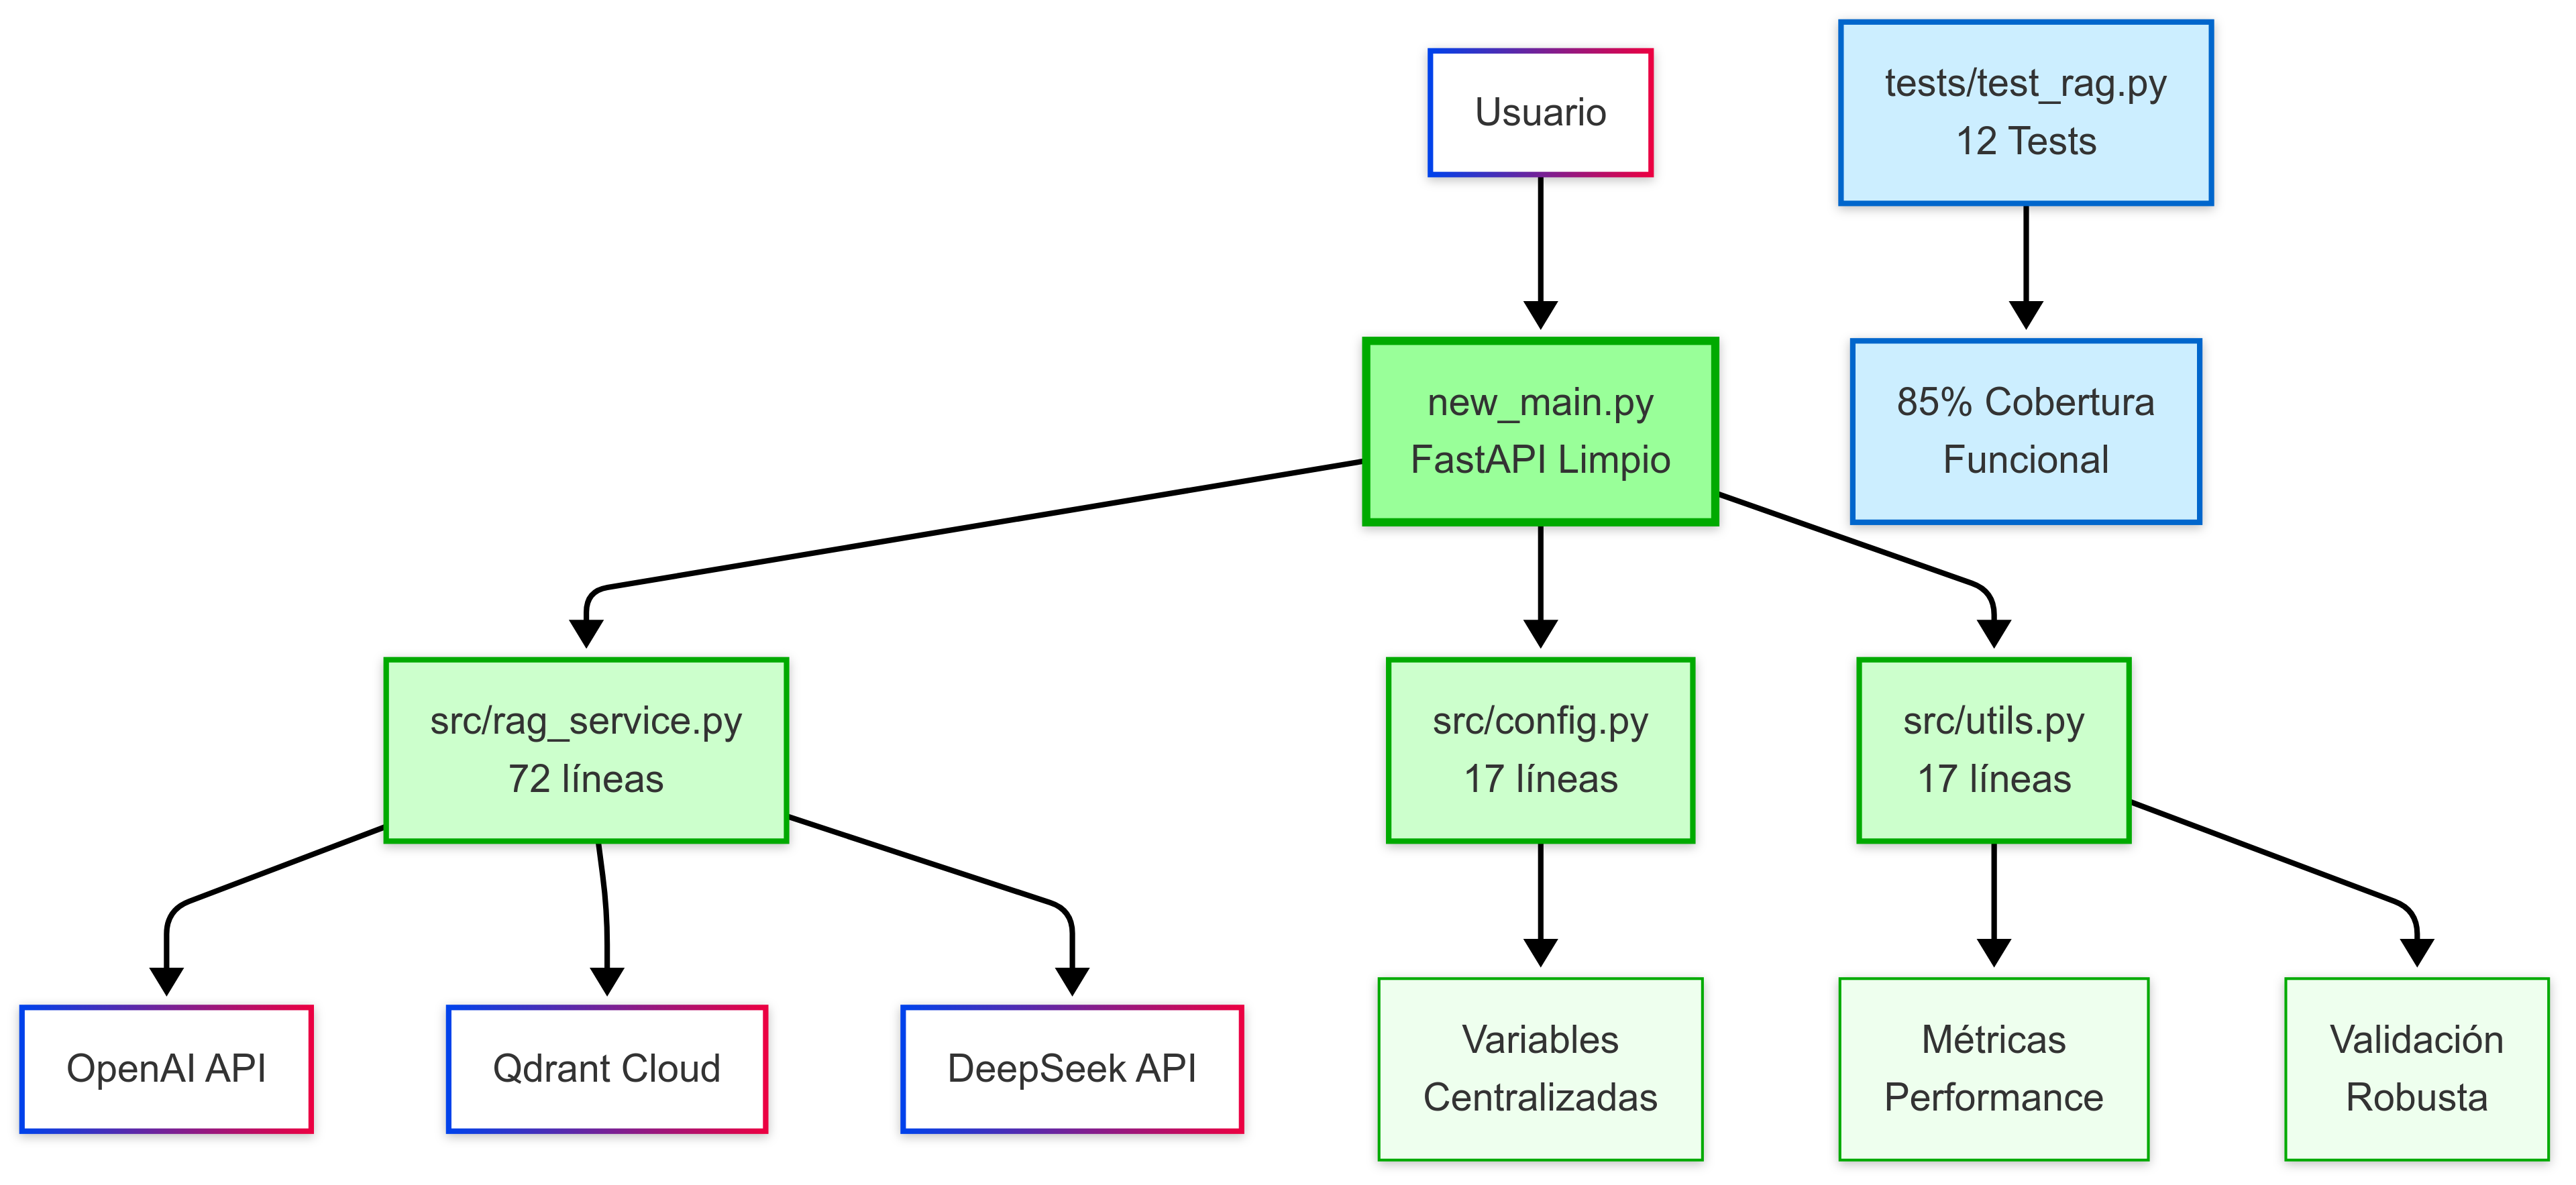 Usuario
tests/test_rag.py
12 Tests
new_main.py
FastAPI Limpio
85% Cobertura
Funcional
src/rag_service.py
72 líneas
src/config.py
17 líneas
src/utils.py
17 líneas
OpenAI API
Qdrant Cloud
DeepSeek API
Variables
Centralizadas
Métricas
Performance
Validación
Robusta